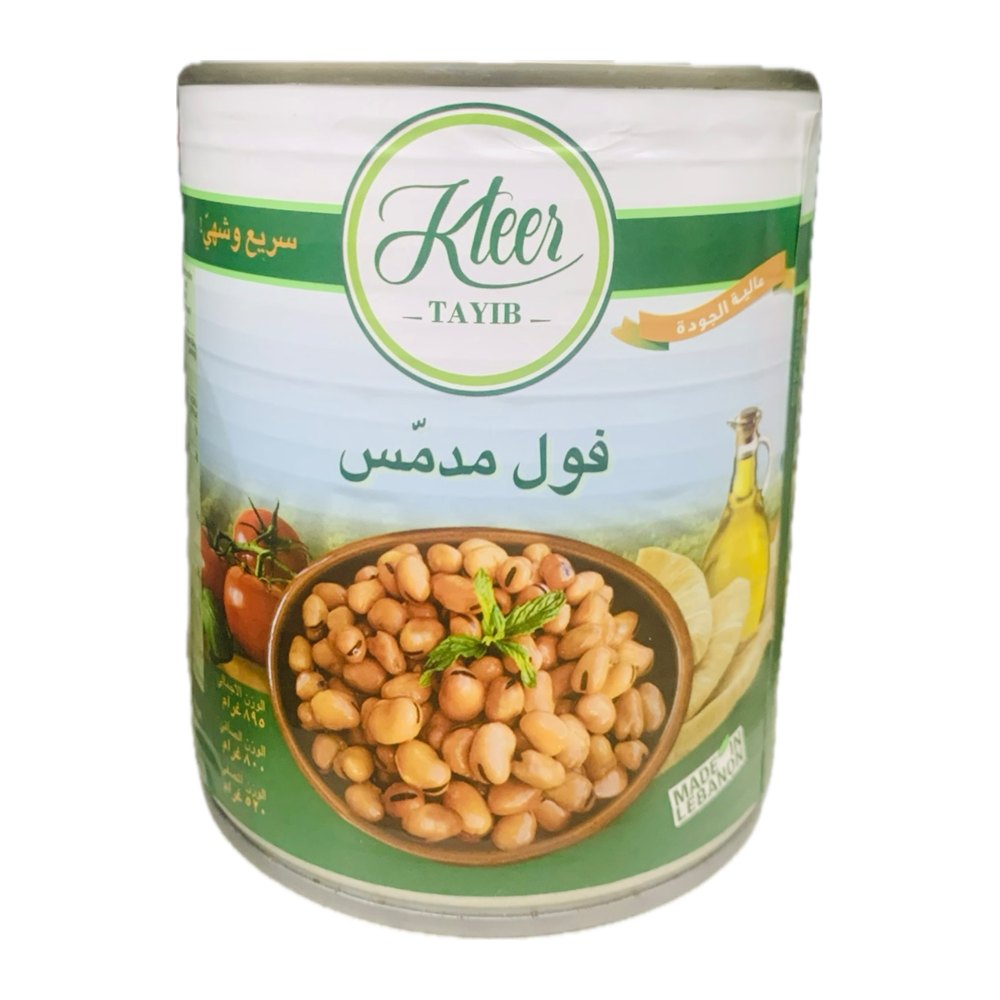 Kteer
– TAYIB –
سريع وشهيّ!
عالية الجودة
فول مدمّس
الوزن الاجمالي
٨٩٥ غرام
الوزن الصافي
٨٠٠ غرام
الوزن المصفى
٥٢٠ غرام
MADE IN
LEBANON